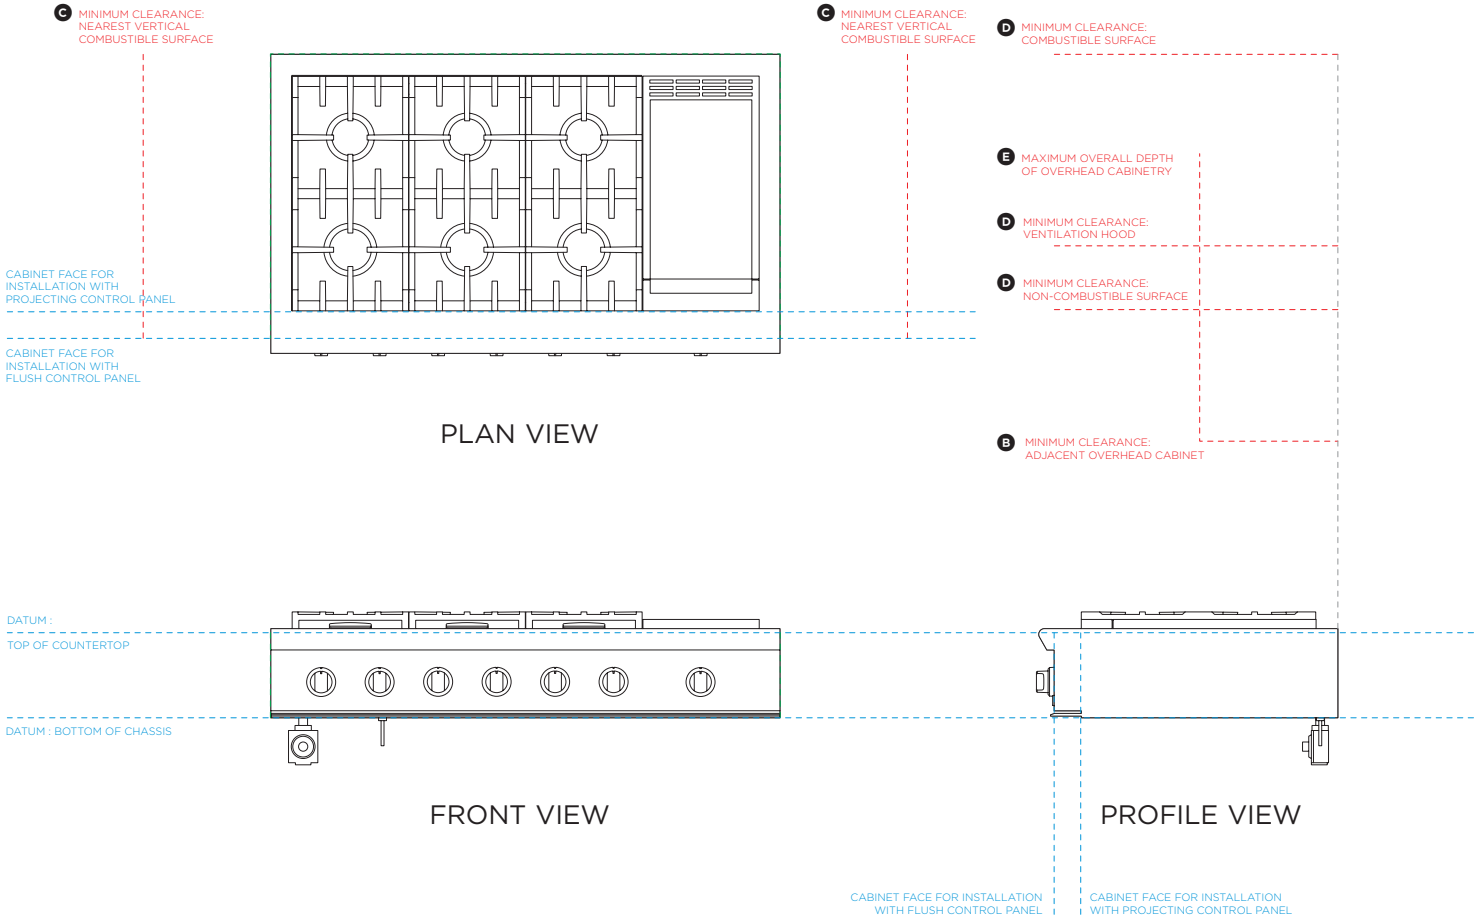 C MINIMUM CLEARANCE:
NEAREST VERTICAL
COMBUSTIBLE SURFACE
C MINIMUM CLEARANCE:
NEAREST VERTICAL
COMBUSTIBLE SURFACE
D MINIMUM CLEARANCE:
COMBUSTIBLE SURFACE
E MAXIMUM OVERALL DEPTH
OF OVERHEAD CABINETRY
D MINIMUM CLEARANCE:
VENTILATION HOOD
D MINIMUM CLEARANCE:
NON-COMBUSTIBLE SURFACE
B MINIMUM CLEARANCE:
ADJACENT OVERHEAD CABINET
CABINET FACE FOR
INSTALLATION WITH
PROJECTING CONTROL PANEL
CABINET FACE FOR
INSTALLATION WITH
FLUSH CONTROL PANEL
PLAN VIEW
DATUM :
TOP OF COUNTERTOP
DATUM : BOTTOM OF CHASSIS
FRONT VIEW
PROFILE VIEW
CABINET FACE FOR INSTALLATION
WITH FLUSH CONTROL PANEL
CABINET FACE FOR INSTALLATION
WITH PROJECTING CONTROL PANEL